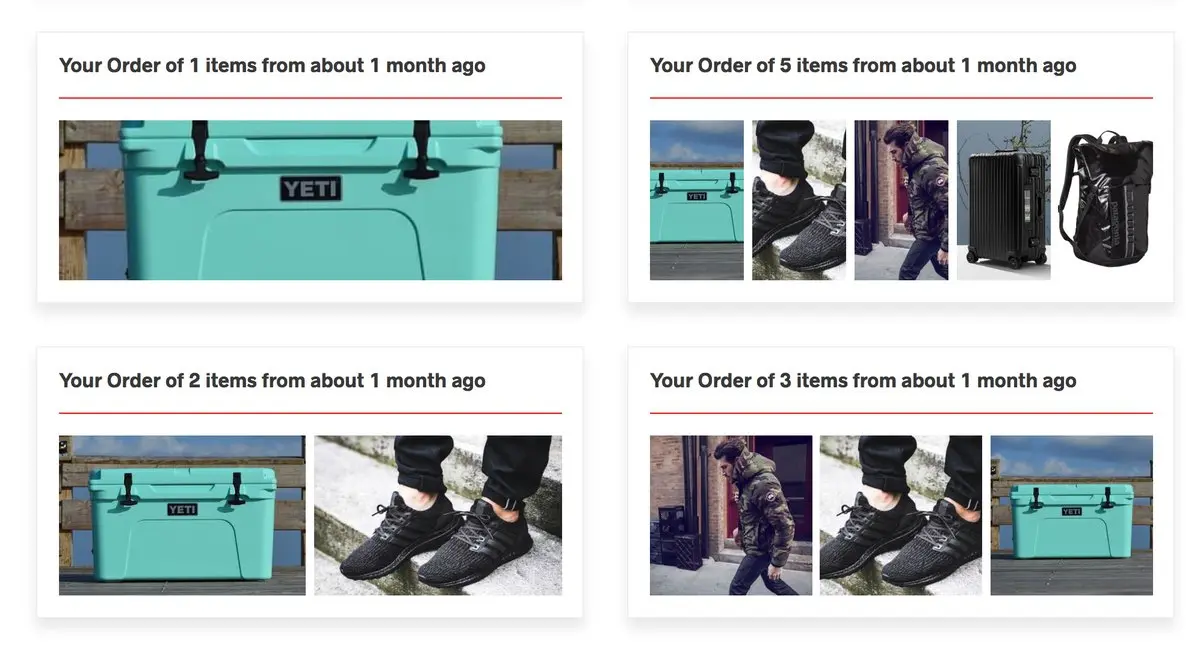 Your Order of 1 items from about 1 month ago
YETI
Your Order of 5 items from about 1 month ago
YETI
patagonia
Your Order of 2 items from about 1 month ago
YETI
Your Order of 3 items from about 1 month ago
YETI